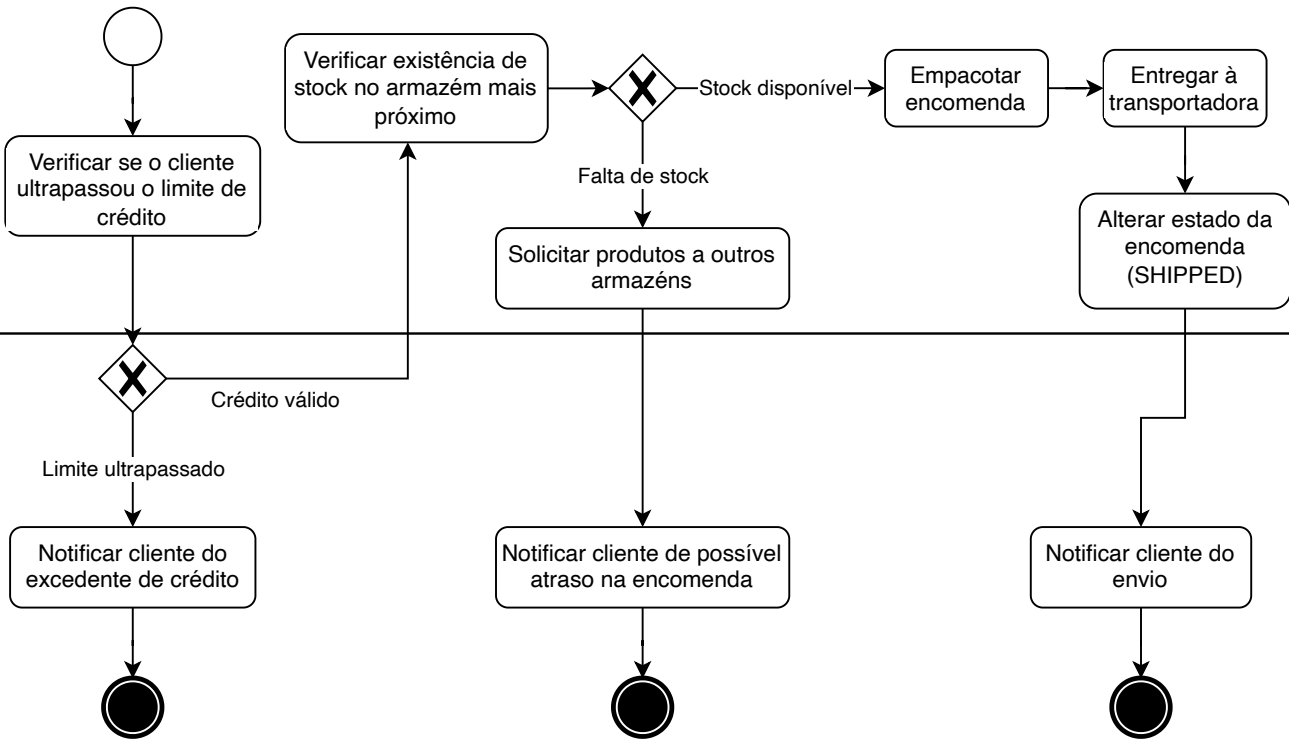 Verificar se o cliente
ultrapassou o limite de
crédito
Verificar existência de
stock no armazém mais
próximo
Stock disponível
Empacotar
encomenda
Entregar à
transportadora
Falta de stock
Solicitar produtos a outros
armazéns
Alterar estado da
encomenda
(SHIPPED)
Crédito válido
Limite ultrapassado
Notificar cliente do
excedente de crédito
Notificar cliente de possível
atraso na encomenda
Notificar cliente do
envio